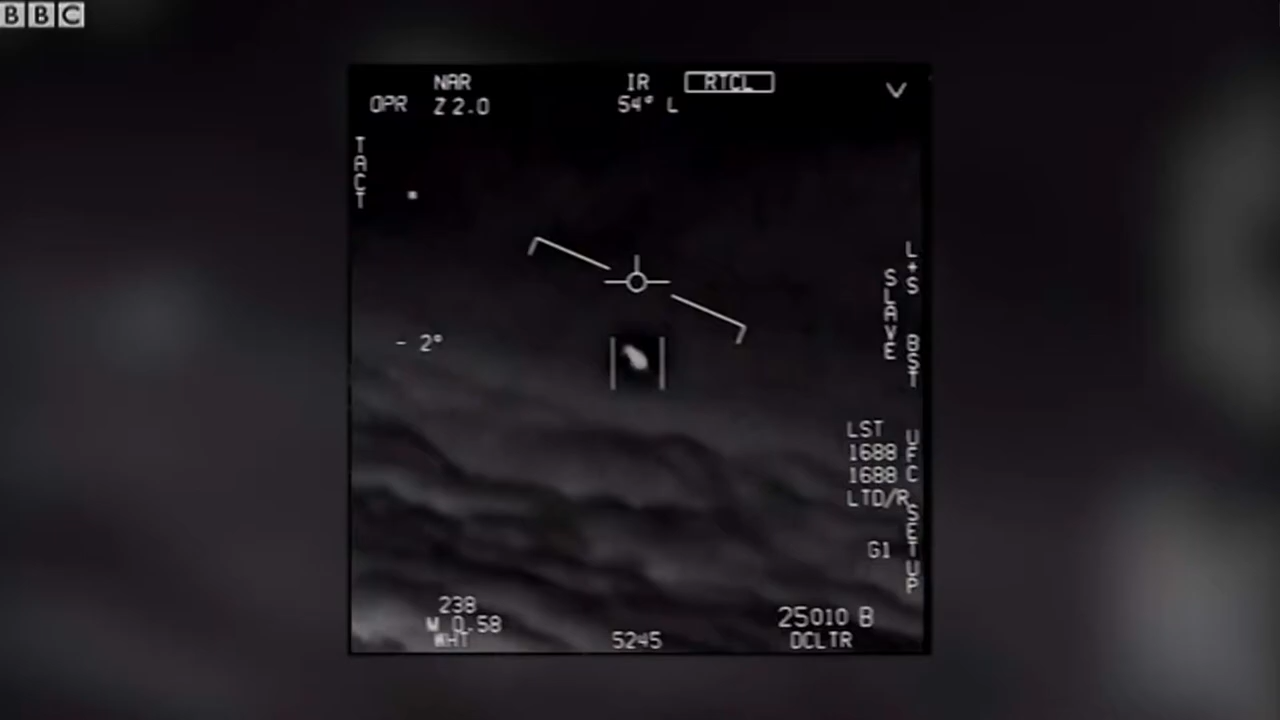 BBC
NAR
IR
RTCL
OPR
Z 2.0
54° L
TACT
L+S
SLAVE
BST
- 2°
LST
1688
1688
LTD/R
UFC
SETUP
G1
238
M 0.58
WHT
5245
25010 B
DCLTR